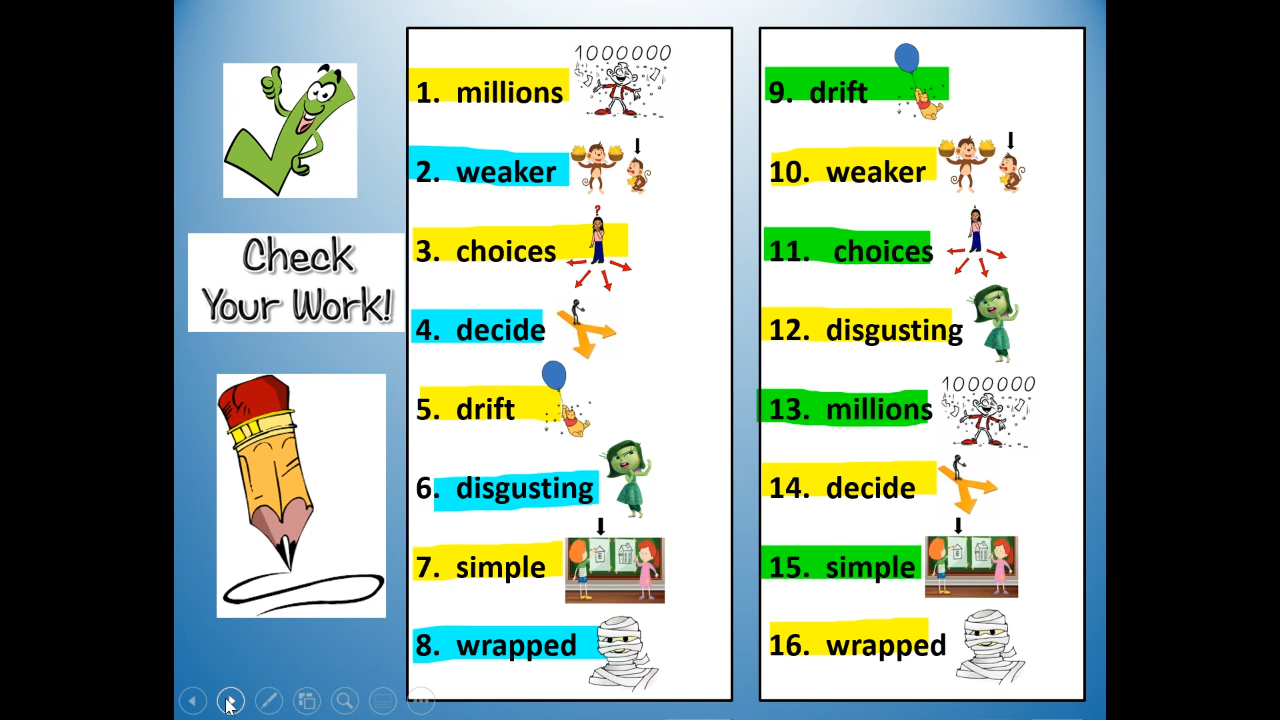 Check
Your Work!
1000000
1. millions
2. weaker
?
3. choices
4. decide
5. drift
6. disgusting
7. simple
8. wrapped
9. drift
10. weaker
11. choices
12. disgusting
1000000
13. millions
14. decide
15. simple
16. wrapped